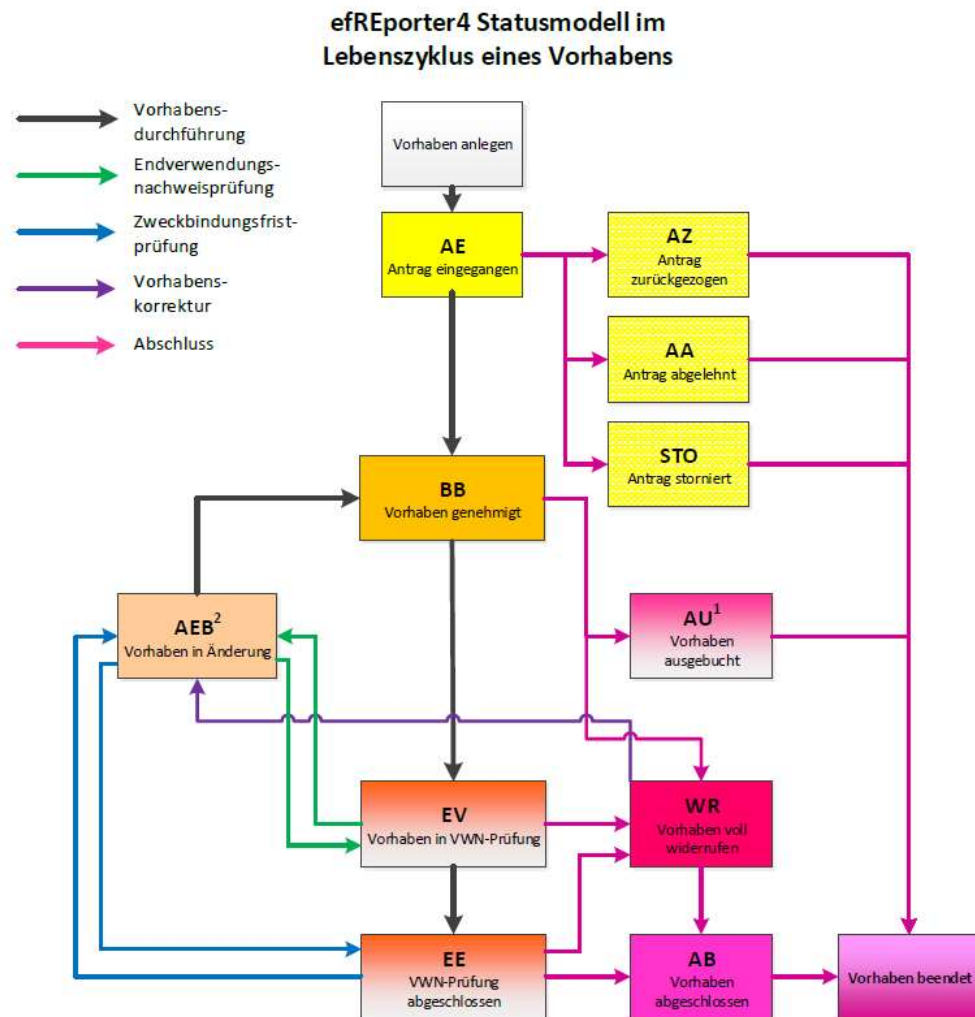 efREporter4 Statusmodell im
Lebenszyklus eines Vorhabens
Vorhabens-
durchführung
Endverwendungs-
nachweisprüfung
Zweckbindungsfrist-
prüfung
Vorhabens-
korrektur
Abschluss
Vorhaben anlegen
AE
Antrag eingegangen
AZ
Antrag
zurückgezogen
AA
Antrag abgelehnt
STO
Antrag storniert
BB
Vorhaben genehmigt
AEB²
Vorhaben in Änderung
AU¹
Vorhaben
ausgebucht
EV
Vorhaben in VWN-Prüfung
WR
Vorhaben voll
widerrufen
EE
VWN-Prüfung
abgeschlossen
AB
Vorhaben
abgeschlossen
Vorhaben beendet